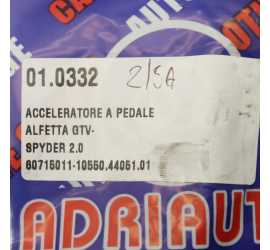 01.0332 2/SA
ACCELERATORE A PEDALE
ALFETTA GTV-
SPYDER 2.0
60715011-10550.44051.01
ADRIAUT